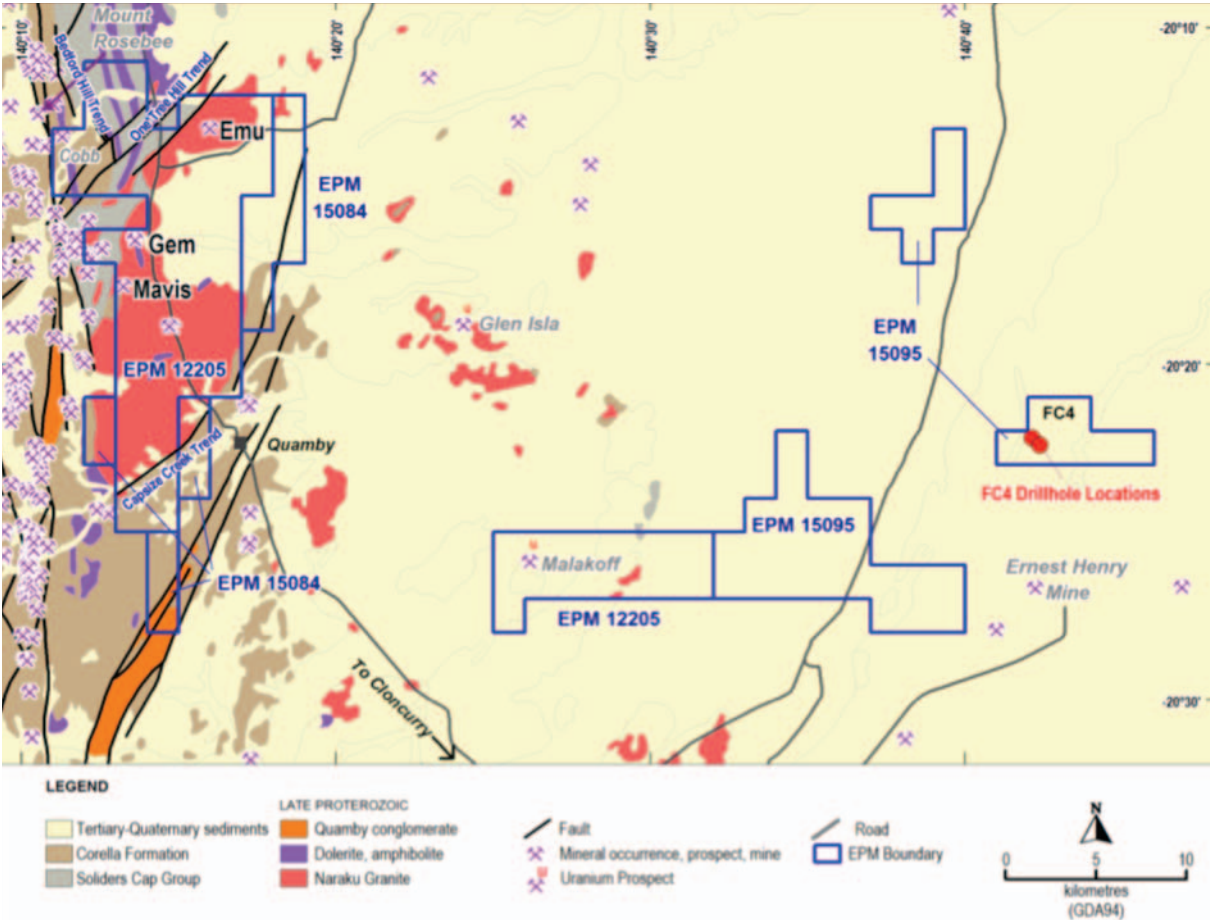 Mount
Rosebee
140°10'
140°20'
140°30'
140°40'
-20°10'
Bedford Hill Trend
One Tree Hill Trend
Emu
Cobb
EPM
15084
Gem
Mavis
Glen Isla
EPM
15095
-20°20'
EPM 12205
FC4
Quamby
Capsize Creek Trend
FC4 Drillhole Locations
EPM 15095
Malakoff
Ernest Henry
Mine
EPM 15084
EPM 12205
To Cloncurry
-20°30'
LEGEND
LATE PROTEROZOIC
Tertiary-Quaternary sediments
Corella Formation
Soliders Cap Group
Quamby conglomerate
Dolerite, amphibolite
Naraku Granite
Fault
Mineral occurrence, prospect, mine
Uranium Prospect
Road
EPM Boundary
N
0 5 10
kilometres
(GDA94)